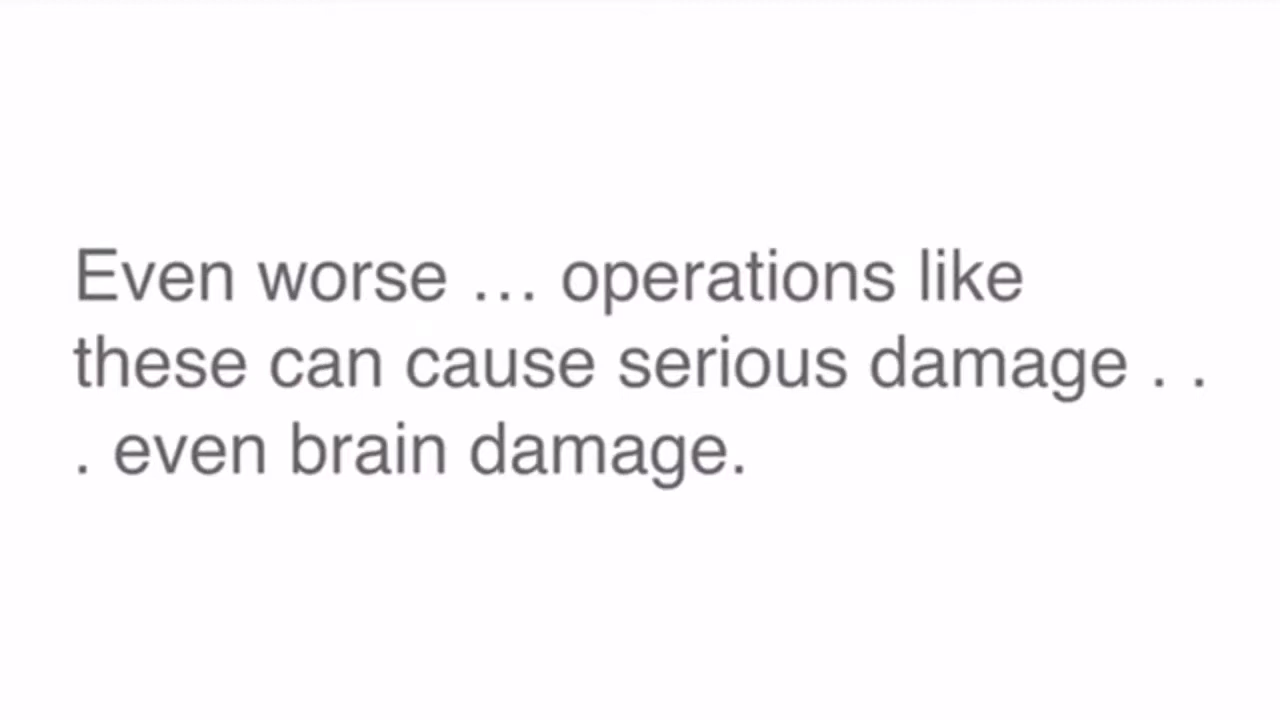 Even worse … operations like
these can cause serious damage . .
. even brain damage.